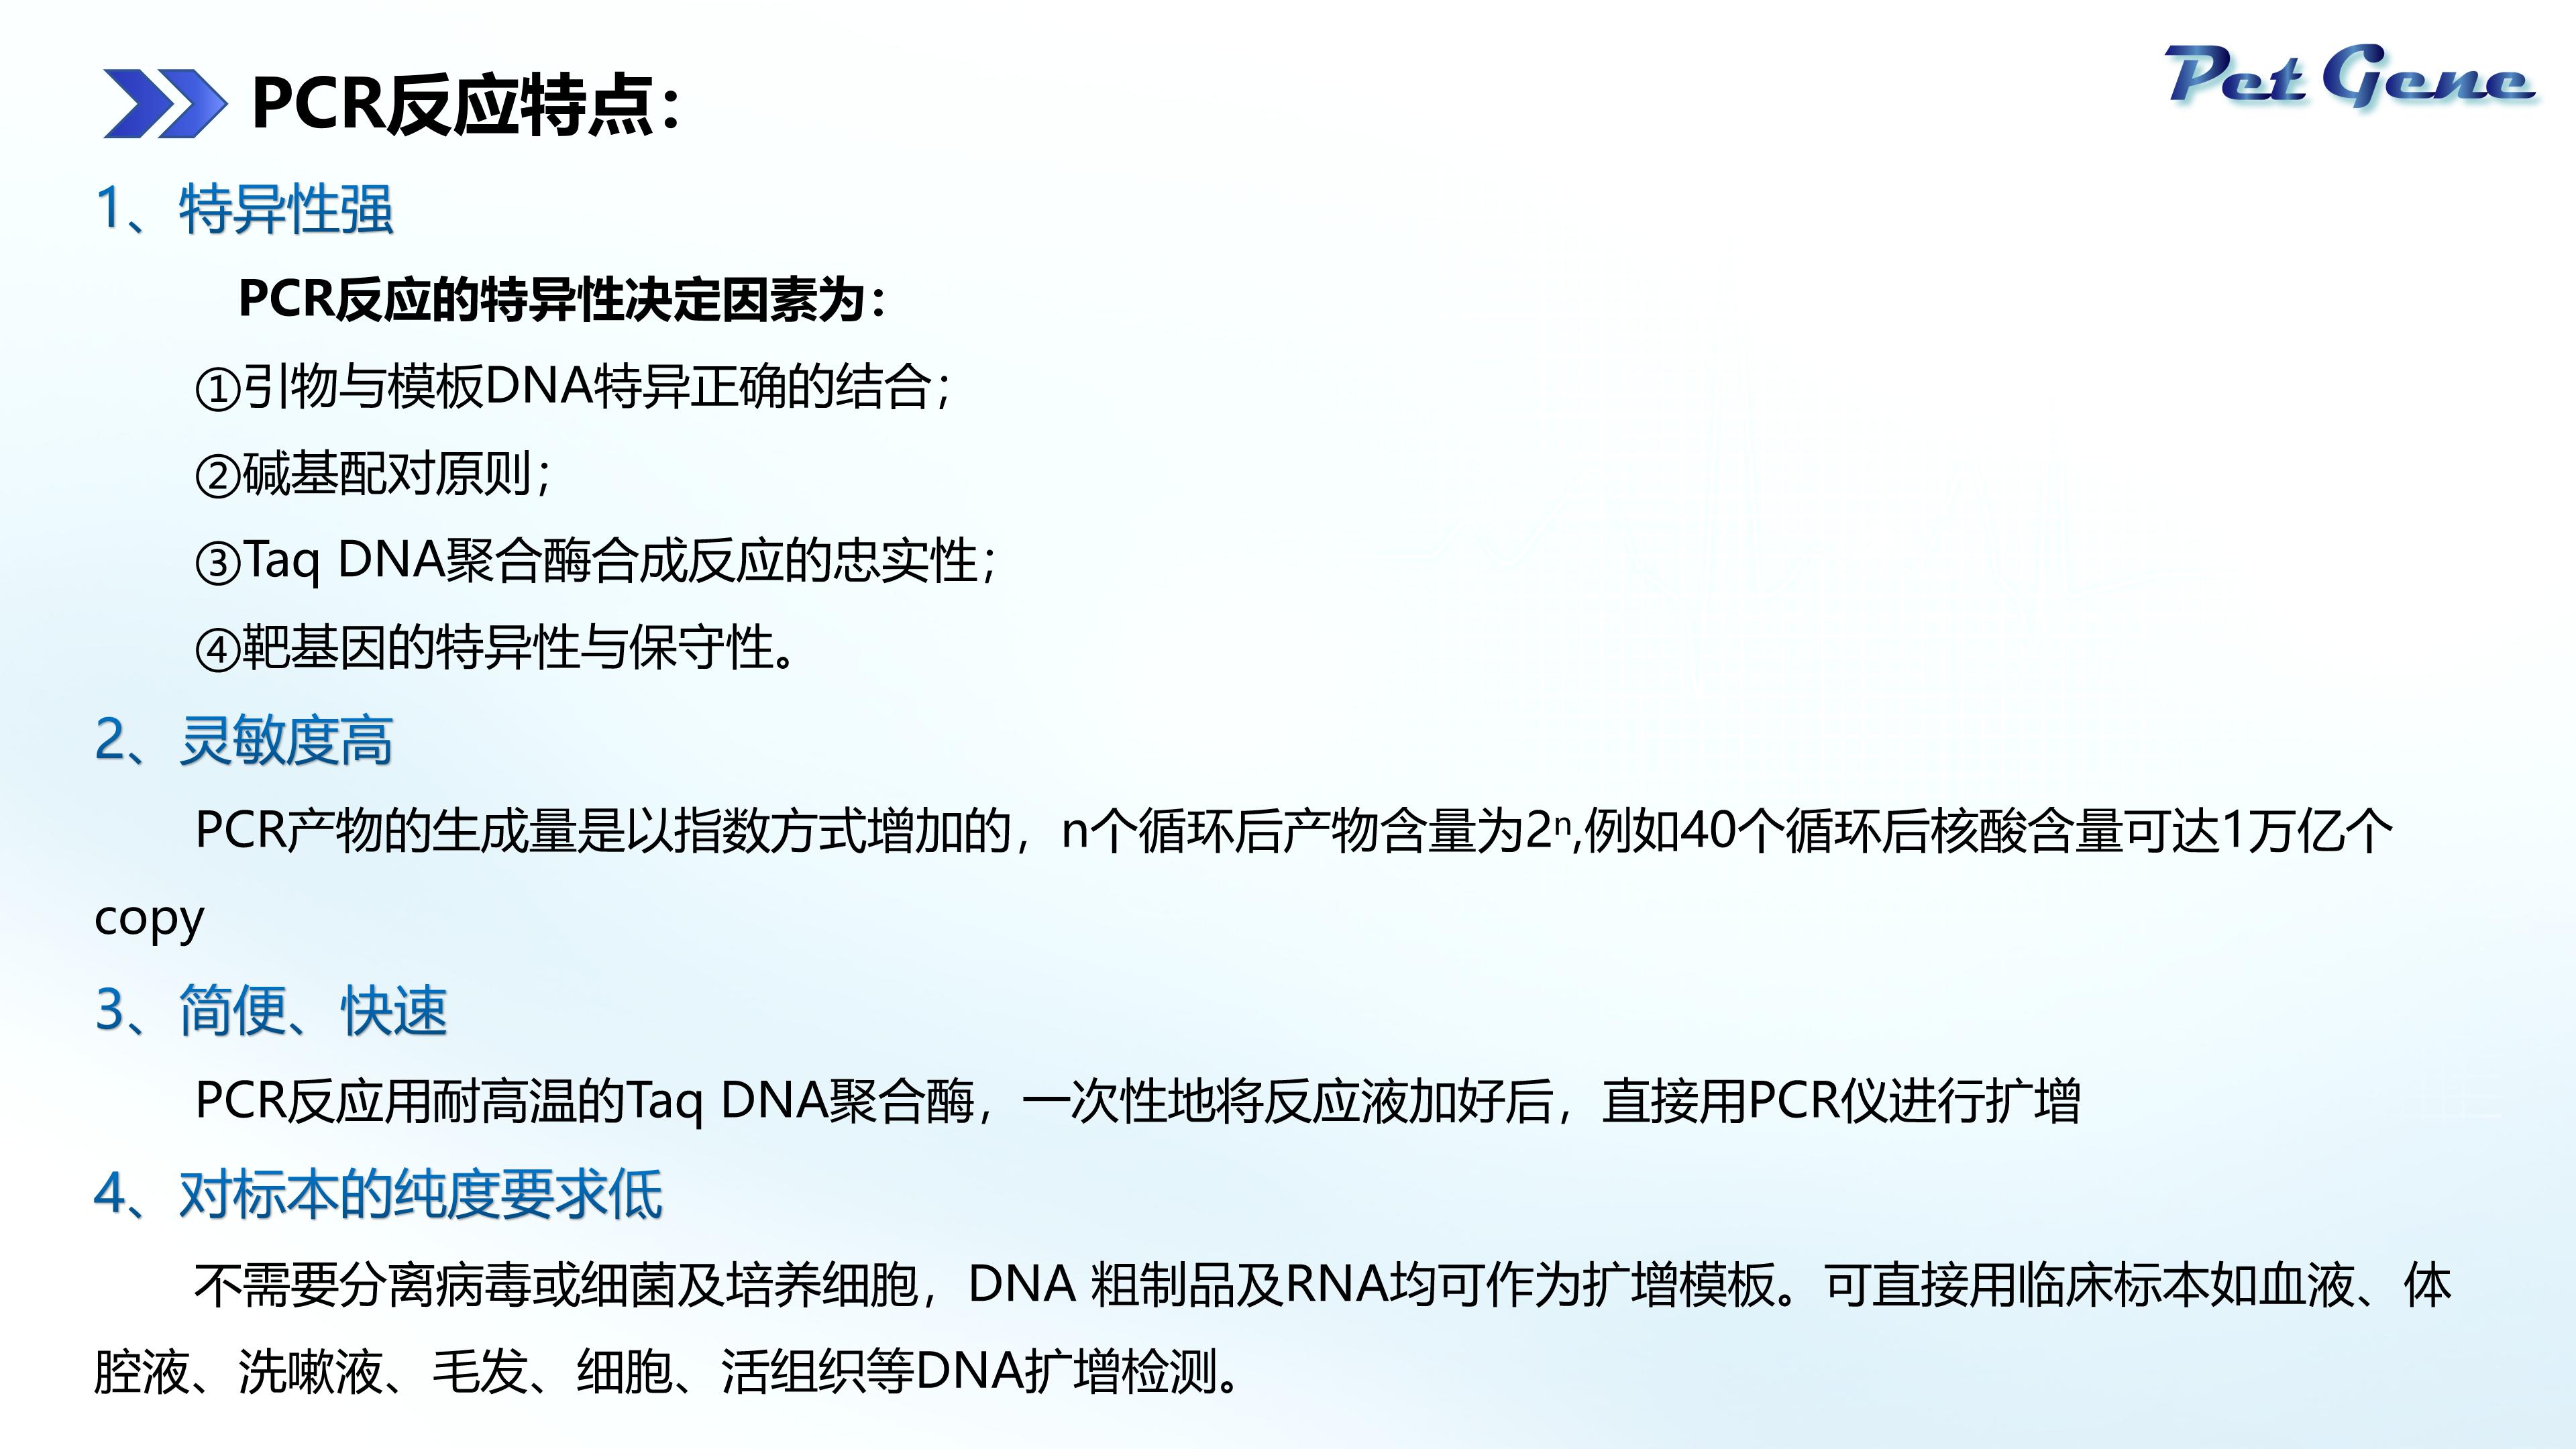 PCR反应特点：
Pet Gene
1、特异性强
PCR反应的特异性决定因素为：
①引物与模板DNA特异正确的结合；
②碱基配对原则；
③Taq DNA聚合酶合成反应的忠实性；
④靶基因的特异性与保守性。
2、灵敏度高
PCR产物的生成量是以指数方式增加的，n个循环后产物含量为2ⁿ,例如40个循环后核酸含量可达1万亿个
copy
3、简便、快速
PCR反应用耐高温的Taq DNA聚合酶，一次性地将反应液加好后，直接用PCR仪进行扩增
4、对标本的纯度要求低
不需要分离病毒或细菌及培养细胞，DNA 粗制品及RNA均可作为扩增模板。可直接用临床标本如血液、体
腔液、洗嗽液、毛发、细胞、活组织等DNA扩增检测。